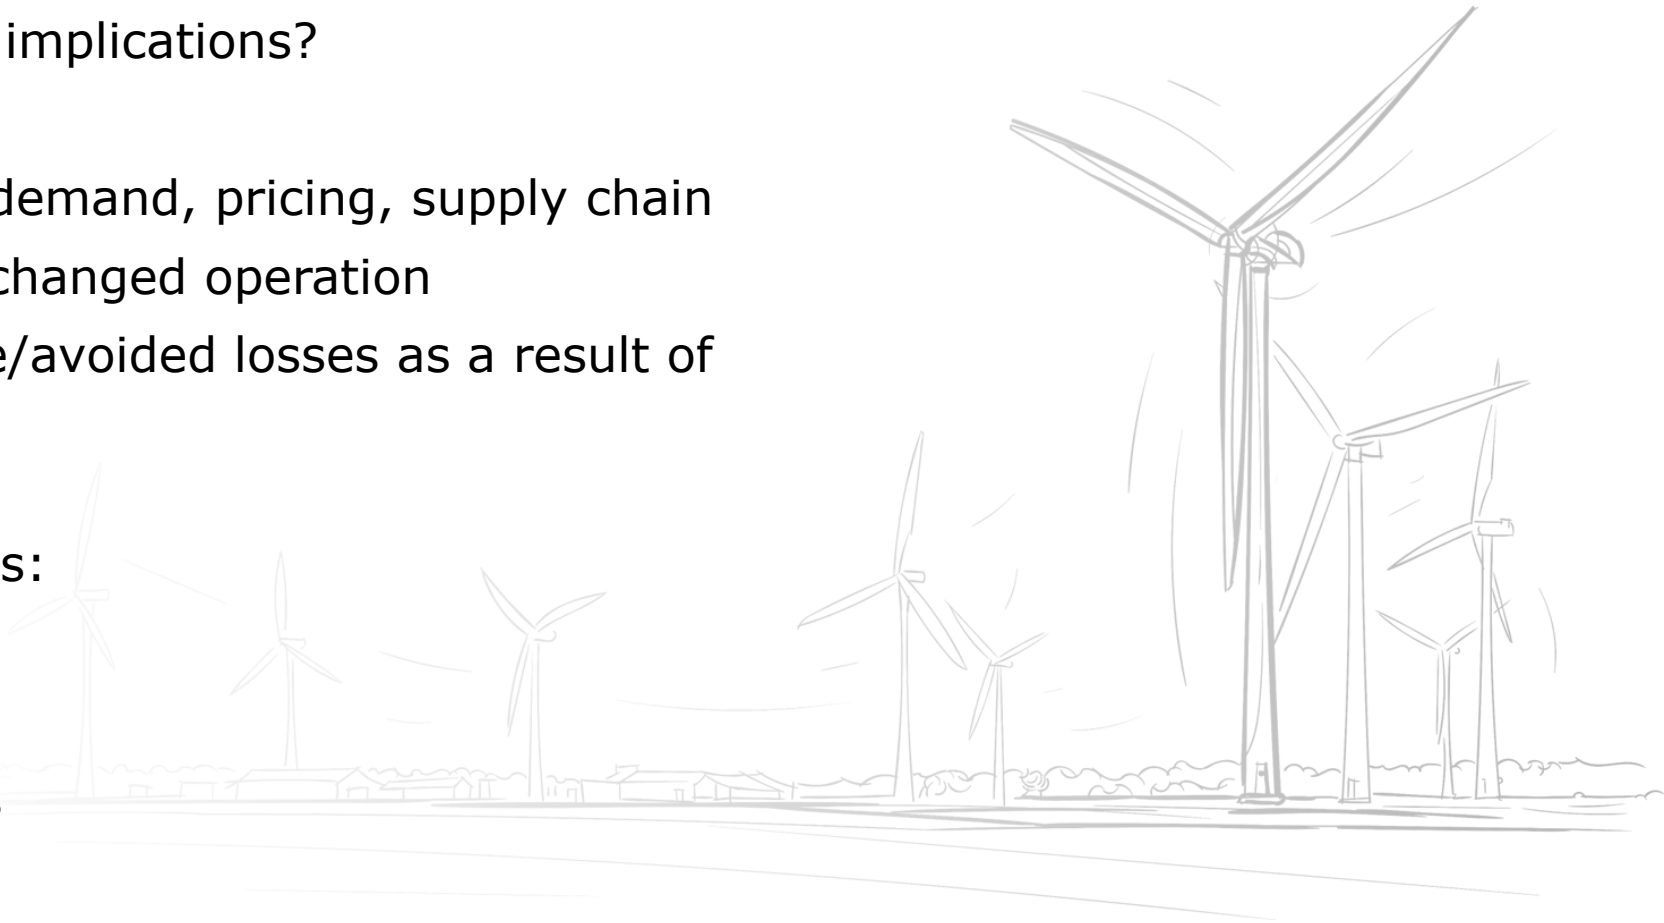 implications?
demand, pricing, supply chain
changed operation
e/avoided losses as a result of
s: